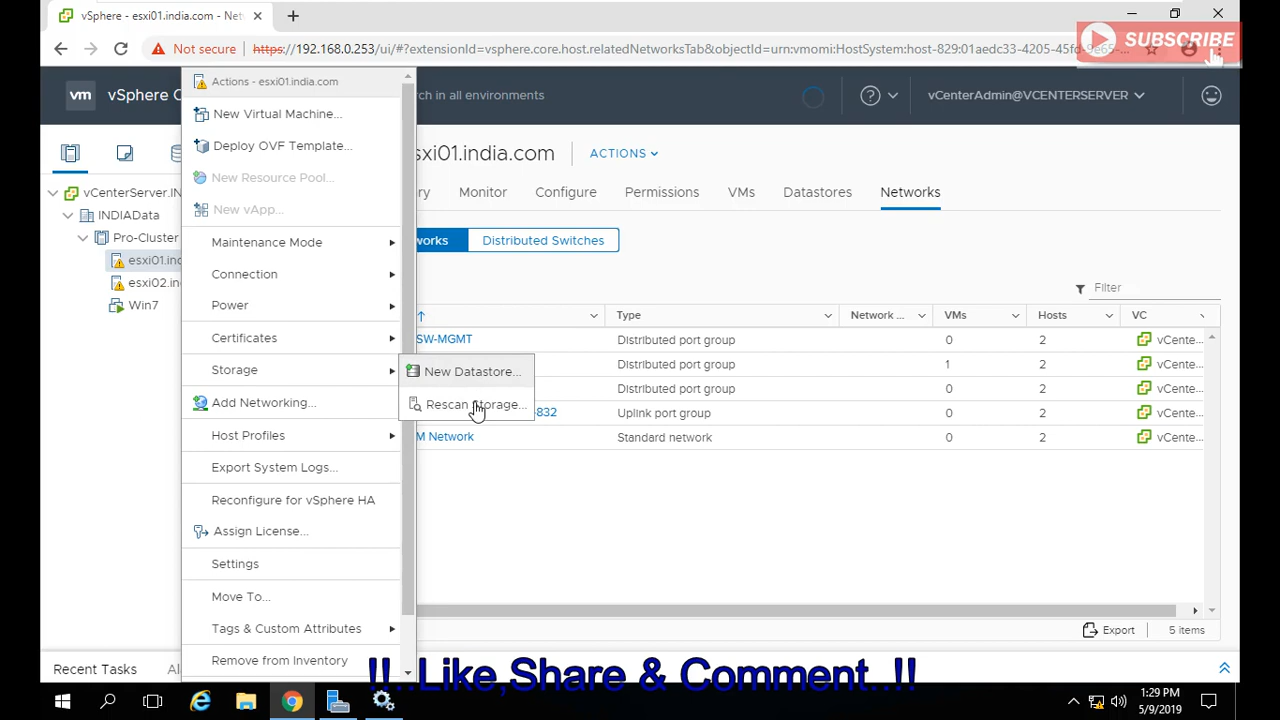 vSphere - esxi01.india.com - Net
Not secure
https://192.168.0.253/ui/#?extensionId=vsphere.core.host.relatedNetworksTab&objectId=urn:vmomi:HostSystem:host-829:01aedc33-4205-45fd-9e65-...
SUBSCRIBE
vm vSphere C
rch in all environments
vCenterAdmin@VCENTERSERVER
Actions - esxi01.india.com
New Virtual Machine...
Deploy OVF Template...
New Resource Pool...
New vApp...
Maintenance Mode
Connection
Power
Certificates
Storage
Add Networking...
Host Profiles
Export System Logs...
Reconfigure for vSphere HA
Assign License...
Settings
Move To...
Tags & Custom Attributes
Remove from Inventory
New Datastore...
Rescan Storage...
vCenterServer.IN
INDIAData
Pro-Cluster
esxi01.ind
esxi02.in
Win7
sxi01.india.com
ACTIONS
ry Monitor Configure Permissions VMs Datastores Networks
works Distributed Switches
Filter
Type Network ... VMs Hosts VC
SW-MGMT Distributed port group 0 2 vCente...
Distributed port group 1 2 vCente...
Distributed port group 0 2 vCente...
-832 Uplink port group 0 2 vCente...
M Network Standard network 0 2 vCente...
Export 5 items
Recent Tasks Al
!!..Like,Share & Comment..!!
1:29 PM
5/9/2019